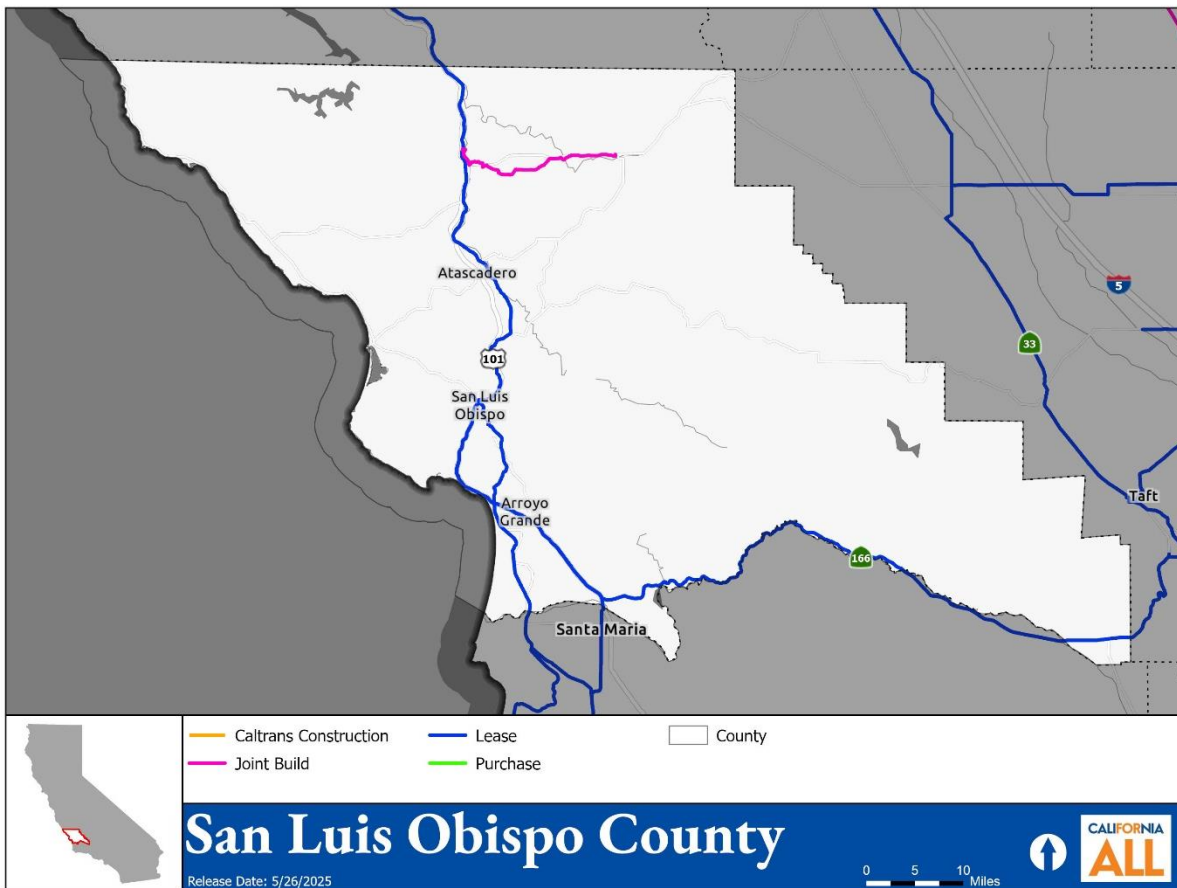 Atascadero
101
San Luis
Obispo
Arroyo
Grande
Santa Maria
166
33
5
Taft
Caltrans Construction
Lease
County
Joint Build
Purchase
San Luis Obispo County
Release Date: 5/26/2025
0 5 10
Miles
CALIFORNIA
ALL